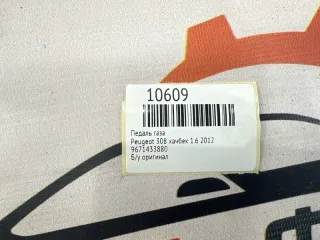 10609
Педаль газа
Peugeot 308 хачбек 1.6 2012
9671433880
Б/у оригинал